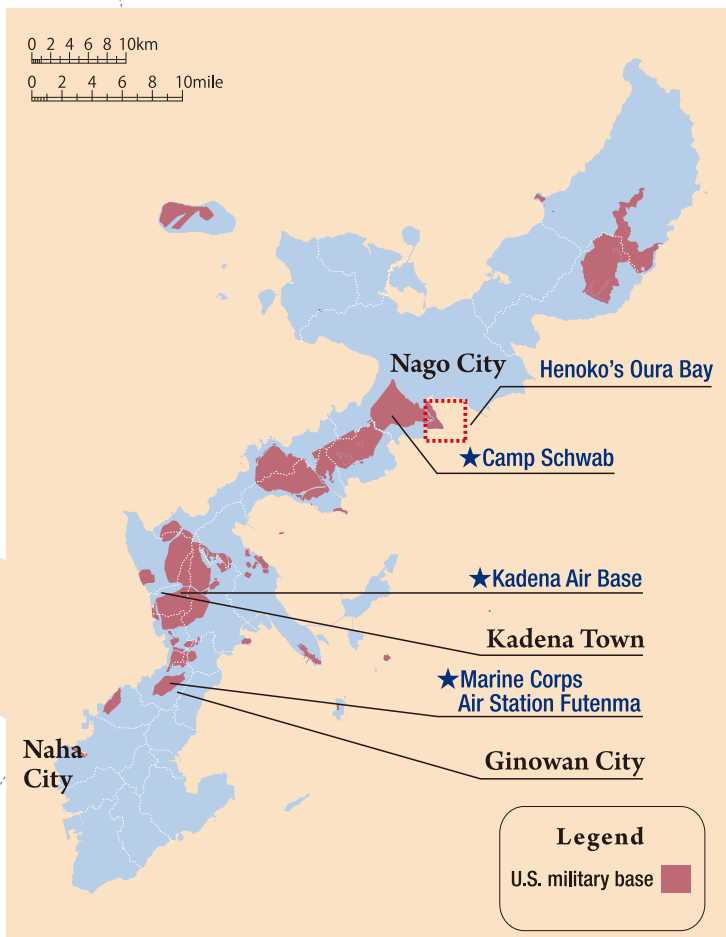 0 2 4 6 8 10km
0 2 4 6 8 10mile
Nago City
Henoko's Oura Bay
★Camp Schwab
★Kadena Air Base
Kadena Town
★Marine Corps
Air Station Futenma
Naha
City
Ginowan City
Legend
U.S. military base